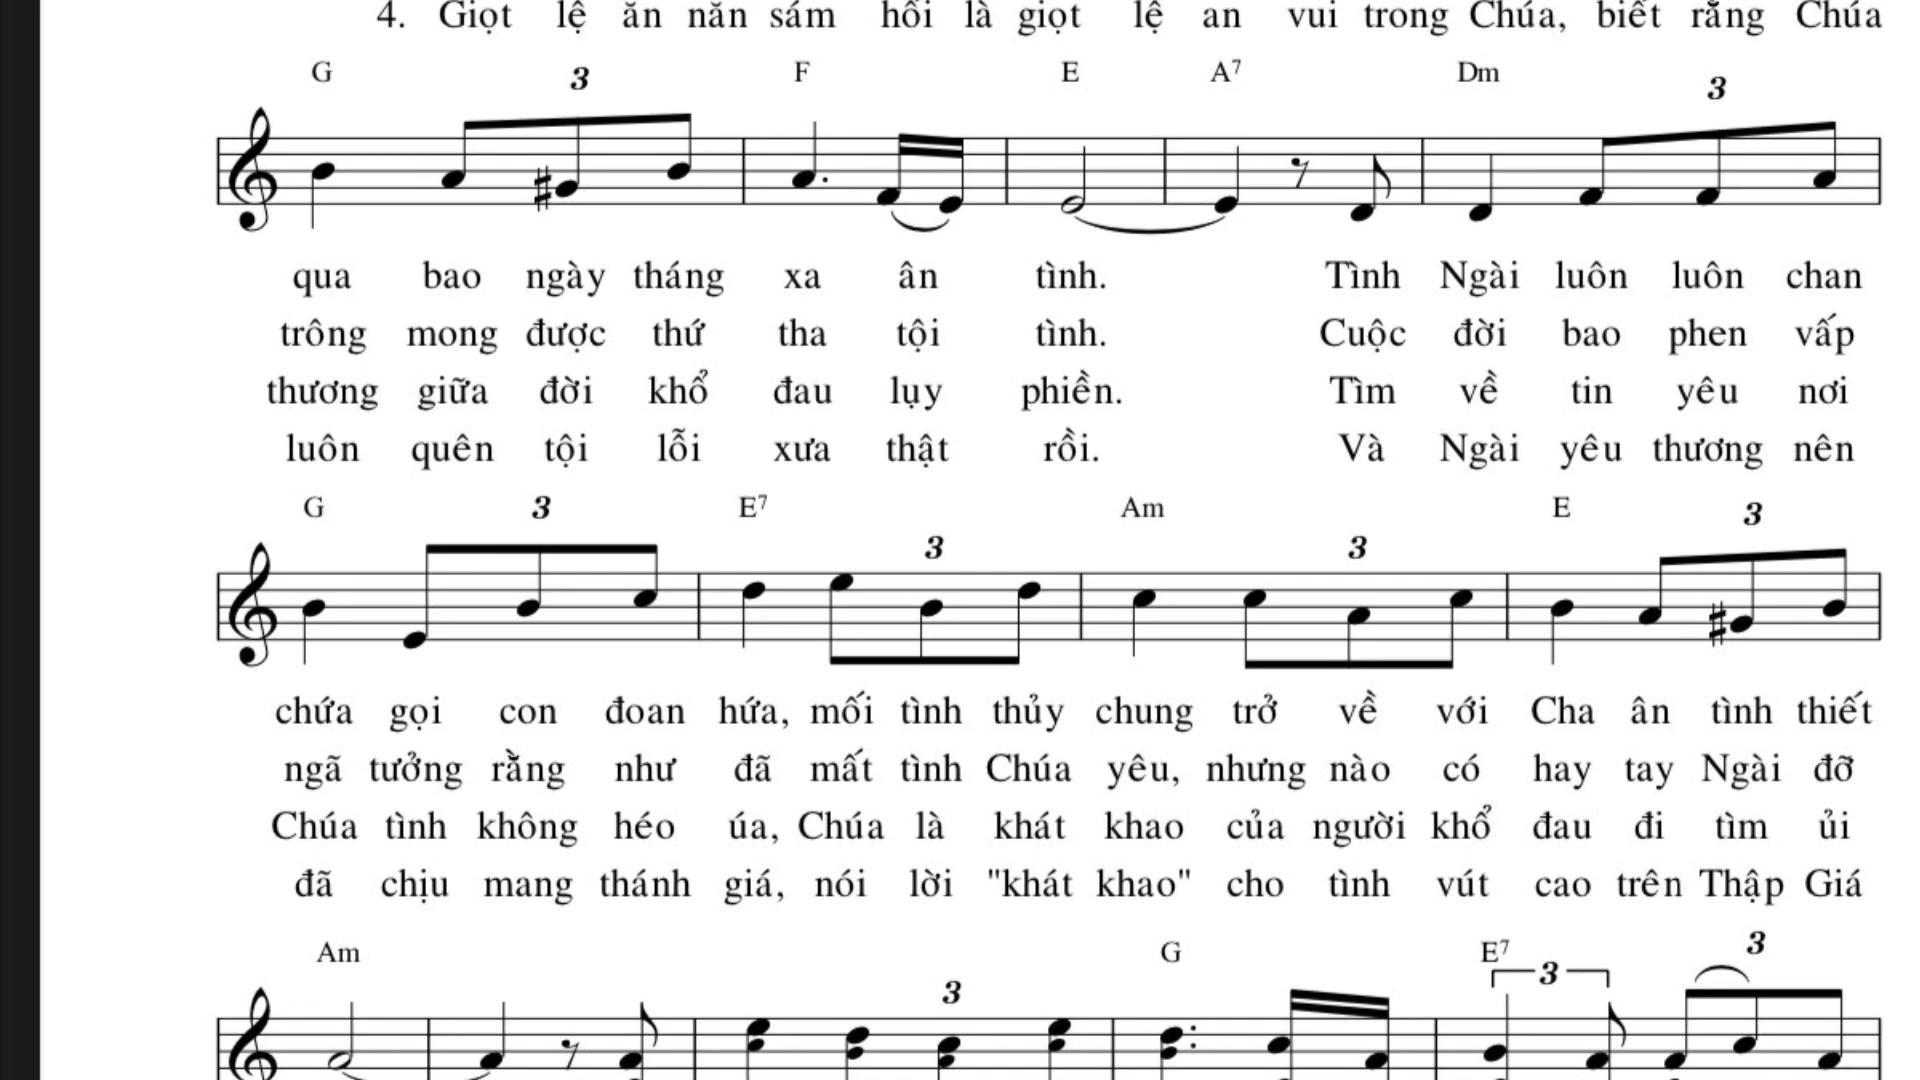 4. Giọt lệ ăn năn sám hối là giọt lệ an vui trong Chúa, biết rằng Chúa
G 3 F E A7 Dm 3
qua bao ngày tháng xa ân tình. Tình Ngài luôn luôn chan
trông mong được thứ tha tội tình. Cuộc đời bao phen vấp
thương giữa đời khổ đau lụy phiền. Tìm về tin yêu nơi
luôn quên tội lỗi xưa thật rồi. Và Ngài yêu thương nên
G 3 E7 3 Am 3 E 3
chứa gọi con đoan hứa, mối tình thủy chung trở về với Cha ân tình thiết
ngã tưởng rằng như đã mất tình Chúa yêu, nhưng nào có hay tay Ngài đỡ
Chúa tình không héo úa, Chúa là khát khao của người khổ đau đi tìm ủi
đã chịu mang thánh giá, nói lời "khát khao" cho tình vút cao trên Thập Giá
Am 3 G E7 3 3